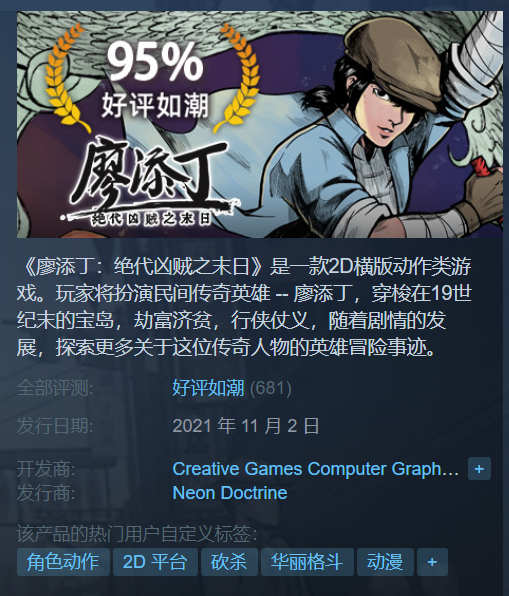 95%
好评如潮
廖添丁
绝代凶贼之末日
《廖添丁：绝代凶贼之末日》是一款2D横版动作类游
戏。玩家将扮演民间传奇英雄 -- 廖添丁，穿梭在19世
纪末的宝岛，劫富济贫，行侠仗义，随着剧情的发
展，探索更多关于这位传奇人物的英雄冒险事迹。
全部评测: 好评如潮 (681)
发行日期: 2021 年 11 月 2 日
开发商: Creative Games Computer Graph... +
发行商: Neon Doctrine
该产品的热门用户自定义标签：
角色动作 2D 平台 砍杀 华丽格斗 动漫 +